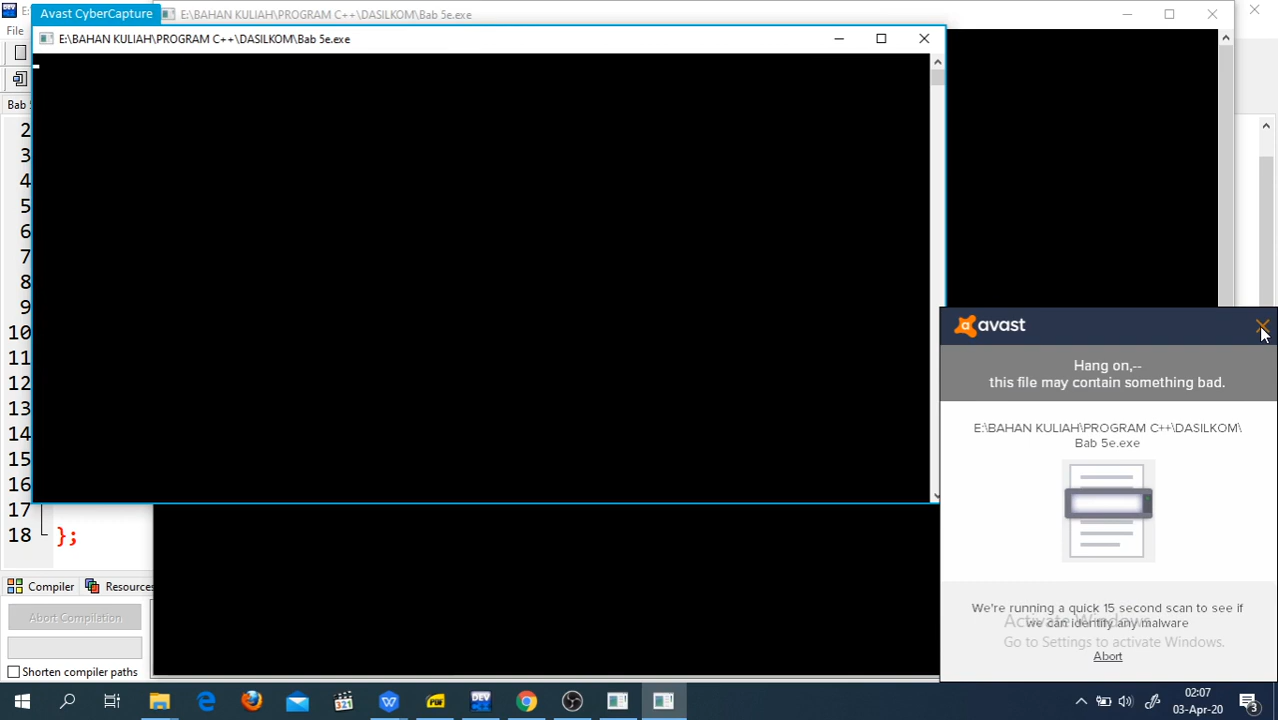 E:
Avast CyberCapture
E:\BAHAN KULIAH\PROGRAM C++\DASILKOM\Bab 5e.exe
File
E:\BAHAN KULIAH\PROGRAM C++\DASILKOM\Bab 5e.exe
Bab 5
2
3
4
5
6
7
8
9
10
11
12
13
14
15
16
17
18 };
avast
Hang on,--
this file may contain something bad.
E:\BAHAN KULIAH\PROGRAM C++\DASILKOM\
Bab 5e.exe
We're running a quick 15 second scan to see if
we can identify any malware
Activate Windows
Go to Settings to activate Windows.
Abort
Compiler
Resources
Abort Compilation
Shorten compiler paths
DEV
321
02:07
03-Apr-20
3